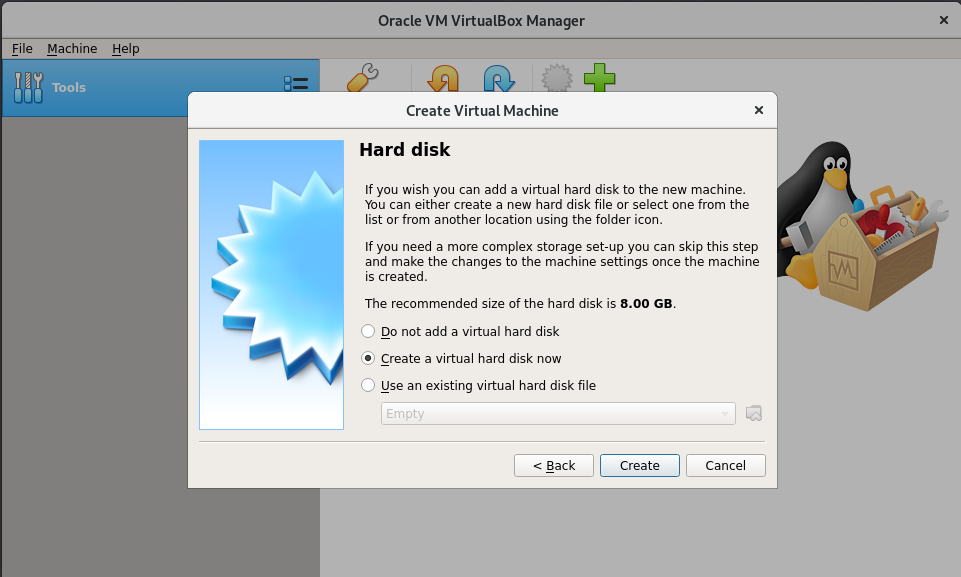 Oracle VM VirtualBox Manager
File Machine Help
Tools
Create Virtual Machine
Hard disk
If you wish you can add a virtual hard disk to the new machine.
You can either create a new hard disk file or select one from the
list or from another location using the folder icon.
If you need a more complex storage set-up you can skip this step
and make the changes to the machine settings once the machine
is created.
The recommended size of the hard disk is 8.00 GB.
Do not add a virtual hard disk
Create a virtual hard disk now
Use an existing virtual hard disk file
Empty
< Back Create Cancel